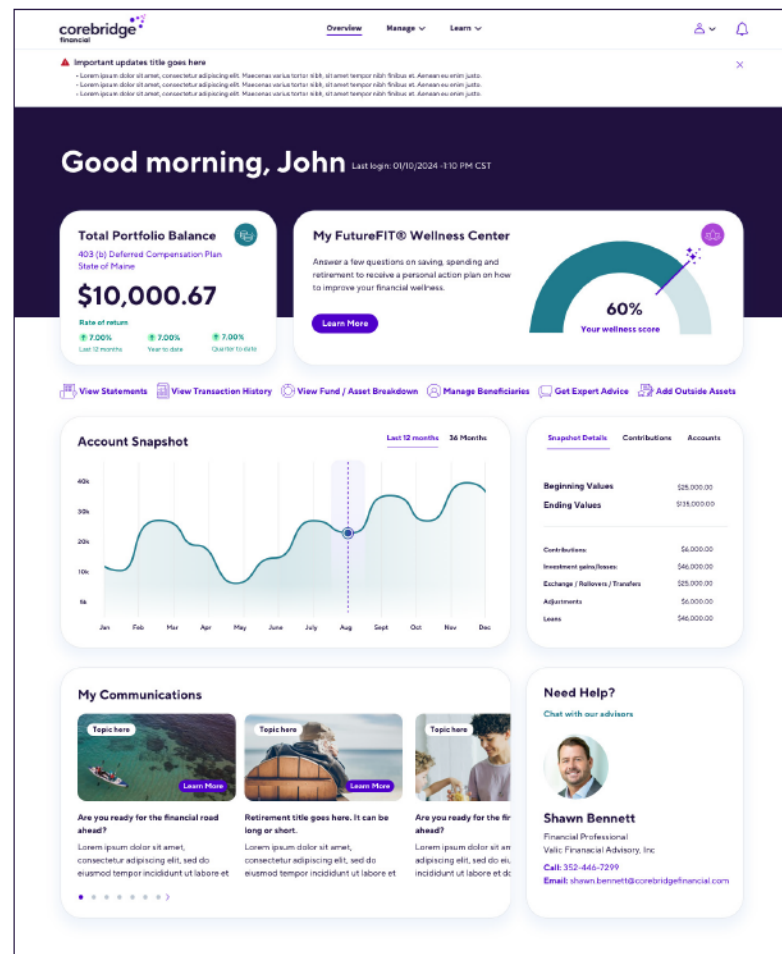 corebridge
financial
Overview
Manage
Learn
Important updates title goes here
• Lorem ipsum dolor sit amet, consectetur adipiscing elit. Maecenas varius tortor nibh, sit amet tempor nibh finibus et. Aenean eu enim justo.
• Lorem ipsum dolor sit amet, consectetur adipiscing elit. Maecenas varius tortor nibh, sit amet tempor nibh finibus et. Aenean eu enim justo.
• Lorem ipsum dolor sit amet, consectetur adipiscing elit. Maecenas varius tortor nibh, sit amet tempor nibh finibus et. Aenean eu enim justo.
Good morning, John
Last login: 01/10/2024 -1:10 PM CST
Total Portfolio Balance
403 (b) Deferred Compensation Plan
State of Maine
$10,000.67
Rate of return
7.00%
Last 12 months
7.00%
Year to date
7.00%
Quarter to date
My FutureFIT® Wellness Center
Answer a few questions on saving, spending and
retirement to receive a personal action plan on how
to improve your financial wellness.
Learn More
60%
Your wellness score
View Statements
View Transaction History
View Fund / Asset Breakdown
Manage Beneficiaries
Get Expert Advice
Add Outside Assets
Account Snapshot
Last 12 months
36 Months
40k
30k
20k
10k
5k
Jan
Feb
Mar
Apr
May
June
July
Aug
Sept
Oct
Nov
Dec
Snapshot Details
Contributions
Accounts
Beginning Values
$25,000.00
Ending Values
$135,000.00
Contributions:
$6,000.00
Investment gains/losses:
$46,000.00
Exchange / Rollovers / Transfers
$25,000.00
Adjustments
$6,000.00
Loans
$46,000.00
My Communications
Topic here
Learn More
Are you ready for the financial road
ahead?
Lorem ipsum dolor sit amet,
consectetur adipiscing elit, sed do
eiusmod tempor incididunt ut labore et
Topic here
Learn More
Retirement title goes here. It can be
long or short.
Lorem ipsum dolor sit amet,
consectetur adipiscing elit, sed do
eiusmod tempor incididunt ut labore et
Topic here
Are you ready for the fin
ahead?
Lorem ipsum dolor sit am
adipiscing elit, sed do eiu
incididunt ut labore et do
Need Help?
Chat with our advisors
Shawn Bennett
Financial Professional
Valic Finanacial Advisory, Inc
Call: 352-446-7299
Email: shawn.bennett@corebridgefinancial.com